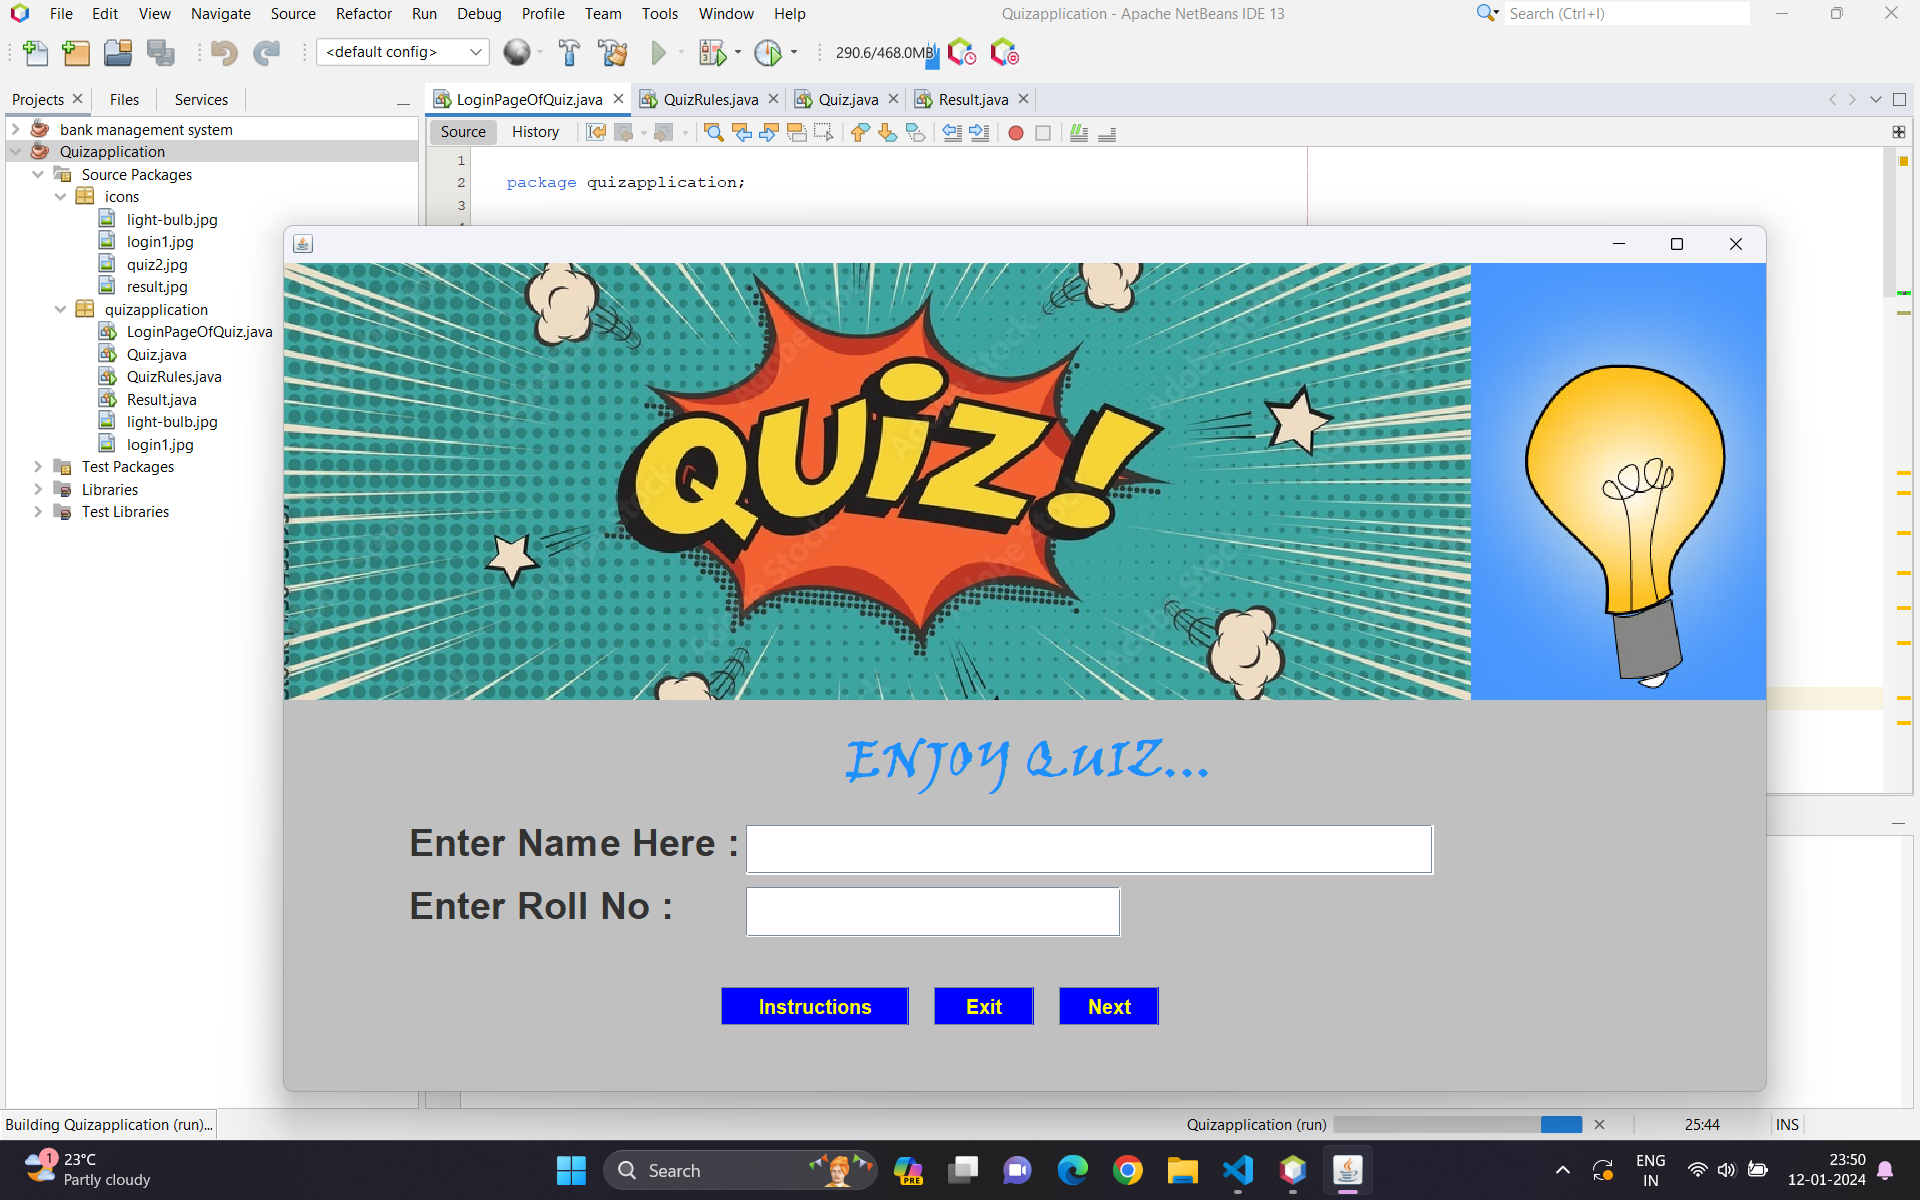 File Edit View Navigate Source Refactor Run Debug Profile Team Tools Window Help
Quizapplication - Apache NetBeans IDE 13
Search (Ctrl+I)
<default config>
290.6/468.0MB
Projects
Files
Services
LoginPageOfQuiz.java
QuizRules.java
Quiz.java
Result.java
Source
History
bank management system
Quizapplication
Source Packages
icons
light-bulb.jpg
login1.jpg
quiz2.jpg
result.jpg
quizapplication
LoginPageOfQuiz.java
Quiz.java
QuizRules.java
Result.java
light-bulb.jpg
login1.jpg
Test Packages
Libraries
Test Libraries
1
2 package quizapplication;
3
QUiZ!
ENJOY QUIZ...
Enter Name Here :
Enter Roll No :
Instructions
Exit
Next
Building Quizapplication (run)...
Quizapplication (run)
25:44
INS
1
23°C
Partly cloudy
Search
PRE
ENG
IN
23:50
12-01-2024